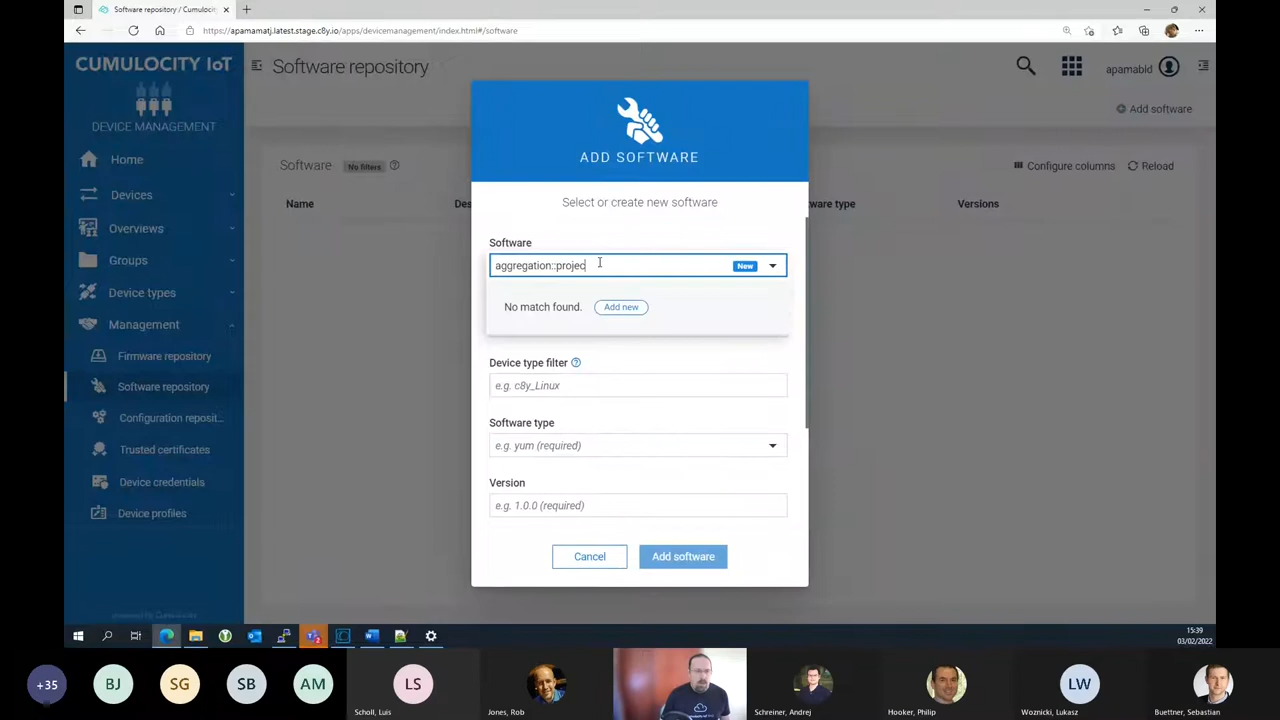 Software repository / Cumulocity
https://apamamatj.latest.stage.c8y.io/apps/devicemanagement/index.html#/software
CUMULOCITY IoT
DEVICE MANAGEMENT
Home
Devices
Overviews
Groups
Device types
Management
Firmware repository
Software repository
Configuration reposit...
Trusted certificates
Device credentials
Device profiles
powered by Cumulocity
Software repository
apamabld
Add software
Software
No filters
Configure columns
Reload
Name
Des
ware type
Versions
ADD SOFTWARE
Select or create new software
Software
aggregation::projec
New
No match found.
Add new
Device type filter
e.g. c8y_Linux
Software type
e.g. yum (required)
Version
e.g. 1.0.0 (required)
Cancel
Add software
15:39
03/02/2022
+35
BJ
SG
SB
AM
LS
LW
Scholl, Luis
Jones, Rob
Schreiner, Andrej
Hooker, Philip
Woznicki, Lukasz
Buettner, Sebastian